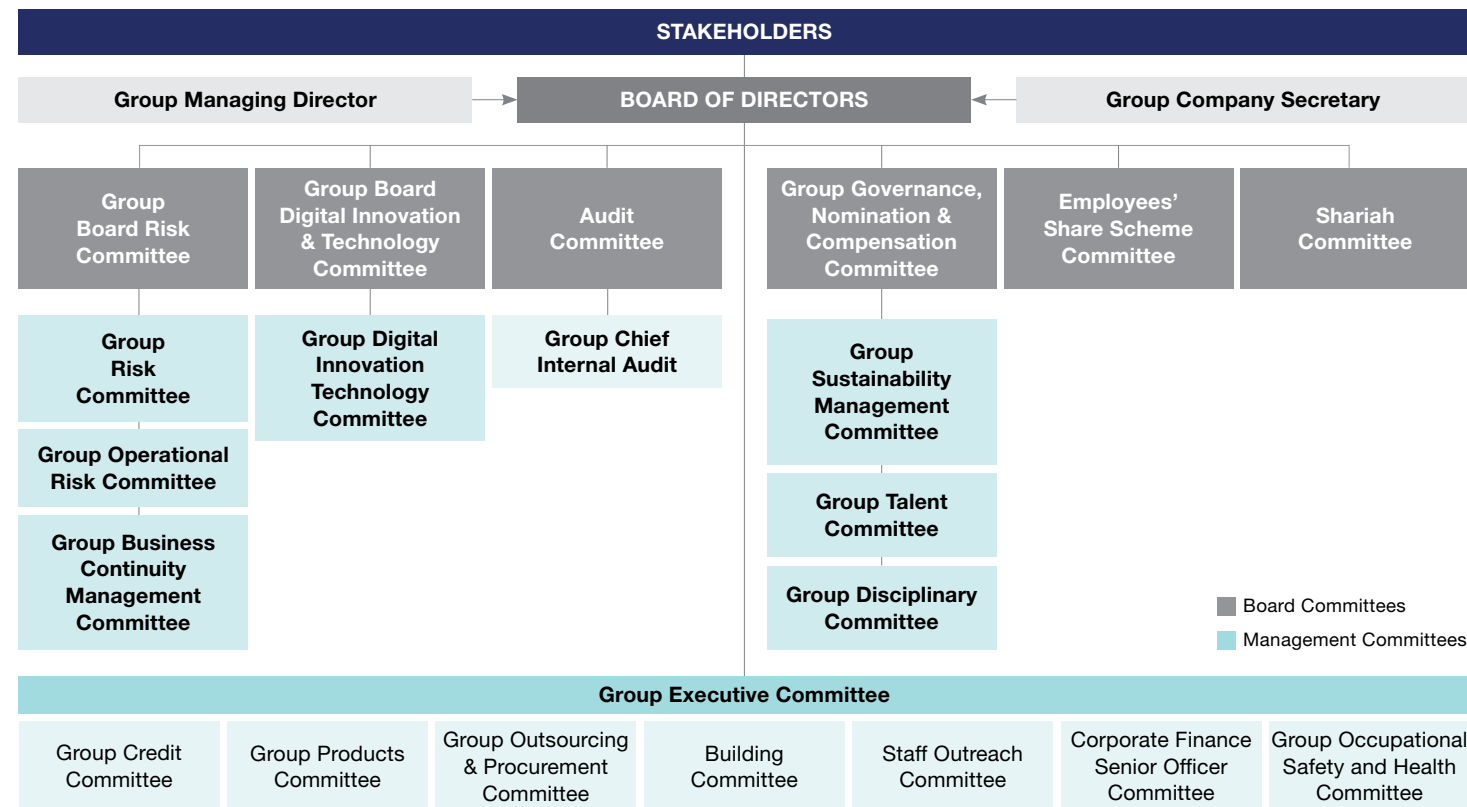 STAKEHOLDERS
Group Managing Director
BOARD OF DIRECTORS
Group Company Secretary
Group
Board Risk
Committee
Group Board
Digital Innovation
& Technology
Committee
Audit
Committee
Group Governance,
Nomination &
Compensation
Committee
Employees’
Share Scheme
Committee
Shariah
Committee
Group
Risk
Committee
Group Operational
Risk Committee
Group Business
Continuity
Management
Committee
Group Digital
Innovation
Technology
Committee
Group Chief
Internal Audit
Group
Sustainability
Management
Committee
Group Talent
Committee
Group Disciplinary
Committee
Board Committees
Management Committees
Group Executive Committee
Group Credit
Committee
Group Products
Committee
Group Outsourcing
& Procurement
Committee
Building
Committee
Staff Outreach
Committee
Corporate Finance
Senior Officer
Committee
Group Occupational
Safety and Health
Committee